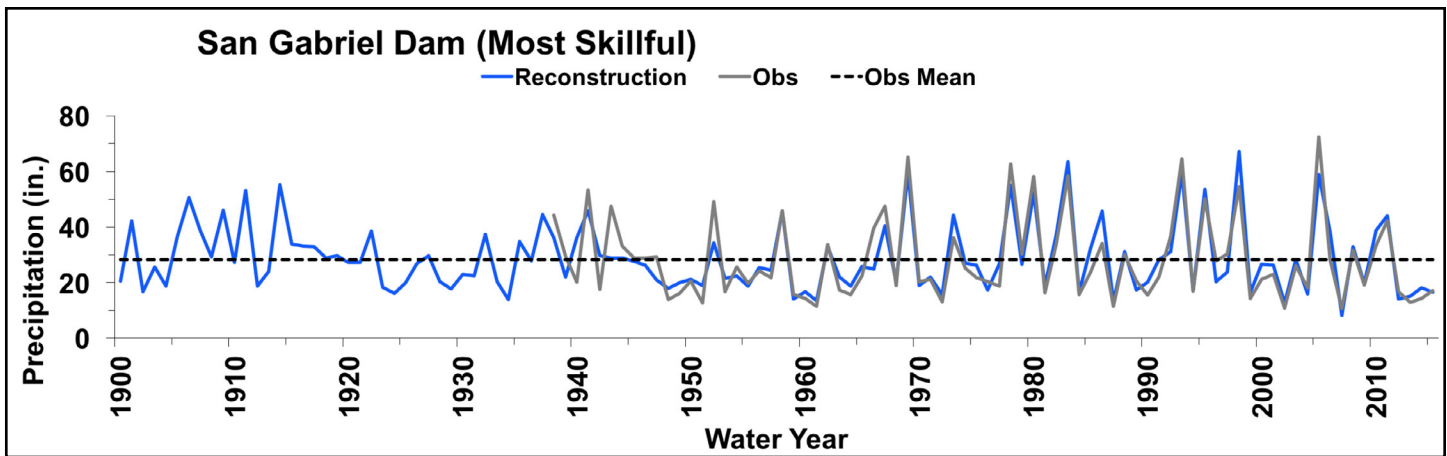 San Gabriel Dam (Most Skillful)
Reconstruction Obs Obs Mean
Precipitation (in.)
80
60
40
20
0
1900 1910 1920 1930 1940 1950 1960 1970 1980 1990 2000 2010
Water Year